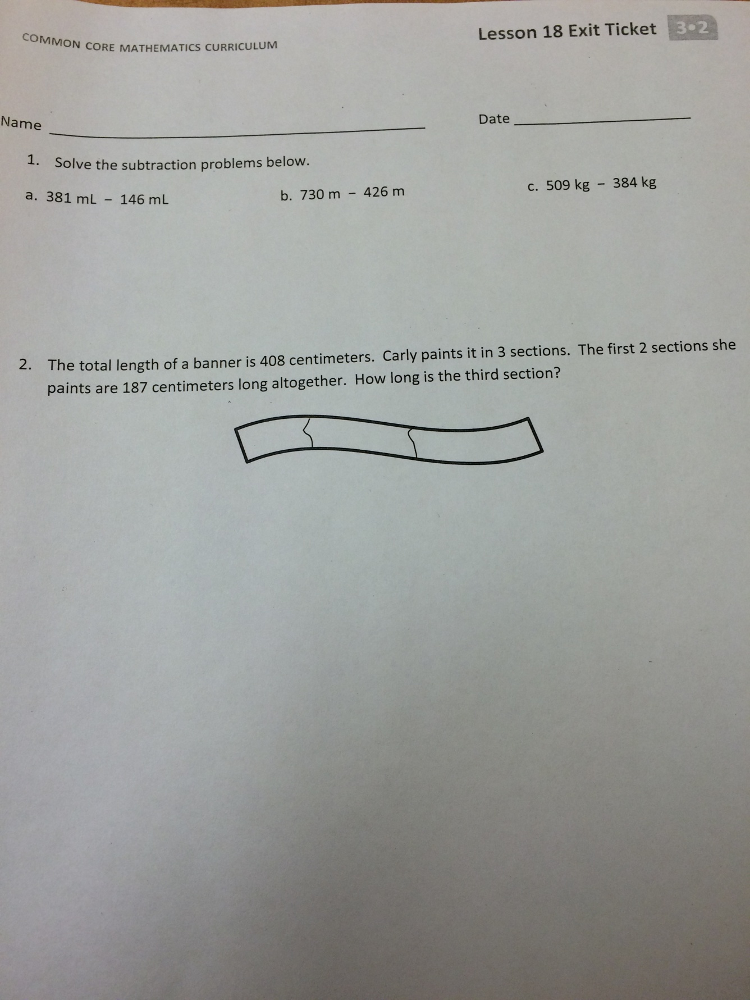 COMMON CORE MATHEMATICS CURRICULUM
Lesson 18 Exit Ticket 3•2
Name
Date
1. Solve the subtraction problems below.
a. 381 mL – 146 mL
b. 730 m – 426 m
c. 509 kg – 384 kg
2. The total length of a banner is 408 centimeters. Carly paints it in 3 sections. The first 2 sections she
paints are 187 centimeters long altogether. How long is the third section?